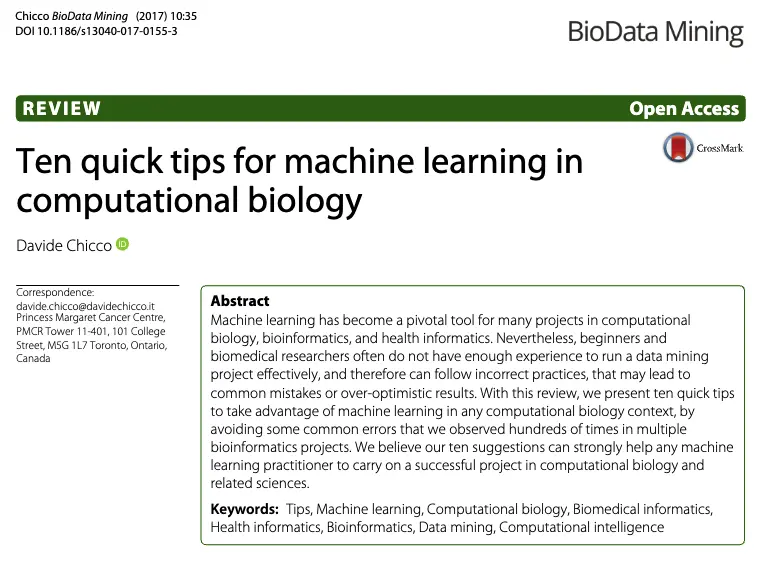 Chicco BioData Mining (2017) 10:35
DOI 10.1186/s13040-017-0155-3
BioData Mining
REVIEW
Open Access
CrossMark
Ten quick tips for machine learning in
computational biology
Davide Chicco iD
Correspondence:
davide.chicco@davidechicco.it
Princess Margaret Cancer Centre,
PMCR Tower 11-401, 101 College
Street, M5G 1L7 Toronto, Ontario,
Canada
Abstract
Machine learning has become a pivotal tool for many projects in computational
biology, bioinformatics, and health informatics. Nevertheless, beginners and
biomedical researchers often do not have enough experience to run a data mining
project effectively, and therefore can follow incorrect practices, that may lead to
common mistakes or over-optimistic results. With this review, we present ten quick tips
to take advantage of machine learning in any computational biology context, by
avoiding some common errors that we observed hundreds of times in multiple
bioinformatics projects. We believe our ten suggestions can strongly help any machine
learning practitioner to carry on a successful project in computational biology and
related sciences.
Keywords: Tips, Machine learning, Computational biology, Biomedical informatics,
Health informatics, Bioinformatics, Data mining, Computational intelligence